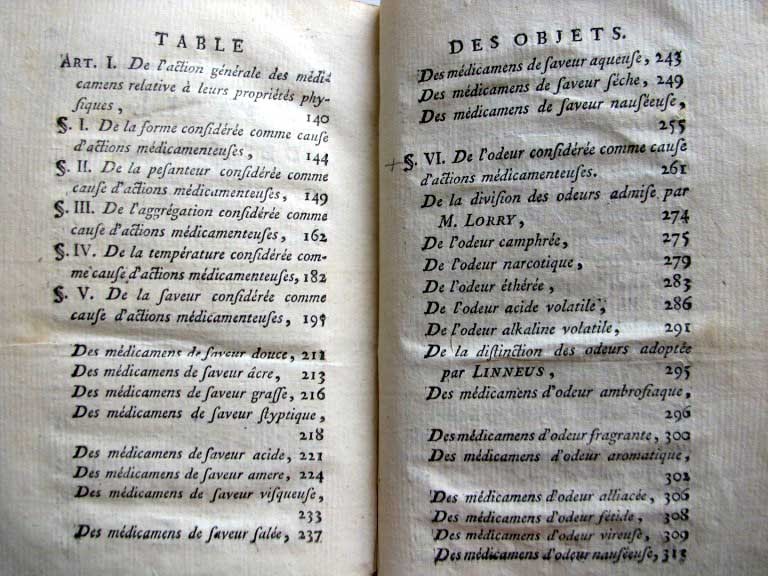 TABLE
ART. I. De l'action générale des médi-
camens relative à leurs propriétés phy-
ſiques, 140
§. I. De la forme conſidérée comme cauſe
d'actions médicamenteuſes, 144
§. II. De la peſanteur conſidérée comme
cauſe d'actions médicamenteuſes, 149
§. III. De l'aggrégation conſidérée comme
cauſe d'actions médicamenteuſes, 162
§. IV. De la température conſidérée com-
me cauſe d'actions médicamenteuſes, 182
§. V. De la ſaveur conſidérée comme
cauſe d'actions médicamenteuſes, 195
Des médicamens de ſaveur douce, 211
Des médicamens de ſaveur âcre, 213
Des médicamens de ſaveur graſſe, 216
Des médicamens de ſaveur ſtyptique,
218
Des médicamens de ſaveur acide, 221
Des médicamens de ſaveur amere, 224
Des médicamens de ſaveur viſqueuſe,
233
Des médicamens de ſaveur ſalée, 237
DES OBJETS.
Des médicamens de ſaveur aqueuſe, 243
Des médicamens de ſaveur ſéche, 249
Des médicamens de ſaveur nauſéeuſe,
255
§. VI. De l'odeur conſidérée comme cauſe
d'actions médicamenteuſes. 261
De la diviſion des odeurs admiſe par
M. LORRY, 274
De l'odeur camphrée, 275
De l'odeur narcotique, 279
De l'odeur éthérée, 283
De l'odeur acide volatile, 286
De l'odeur alkaline volatile, 291
De la diſtinction des odeurs adoptée
par LINNEUS, 295
Des médicamens d'odeur ambroſiaque,
296
Des médicamens d'odeur fragrante, 300
Des médicamens d'odeur aromatique,
302
Des médicamens d'odeur alliacée, 306
Des médicamens d'odeur fétide, 308
Des médicamens d'odeur vireuſe, 309
Des médicamens d'odeur nauſéeuſe, 313